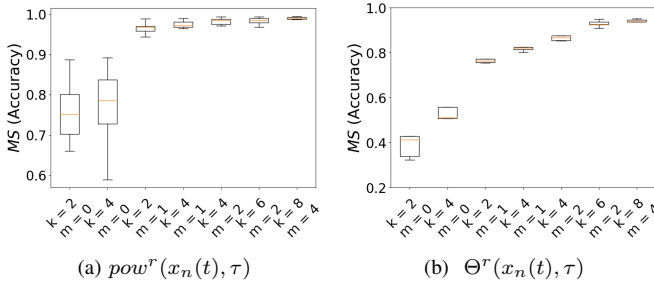 MS (Accuracy)
1.0
0.9
0.8
0.7
0.6
k = 2
m = 0
k = 4
m = 0
k = 2
m = 1
k = 4
m = 1
k = 4
m = 2
k = 6
m = 2
k = 8
m = 4
(a) pow^r(x_n(t), τ)
MS (Accuracy)
1.0
0.8
0.6
0.4
0.2
k = 2
m = 0
k = 4
m = 0
k = 2
m = 1
k = 4
m = 1
k = 4
m = 2
k = 6
m = 2
k = 8
m = 4
(b) Θ^r(x_n(t), τ)